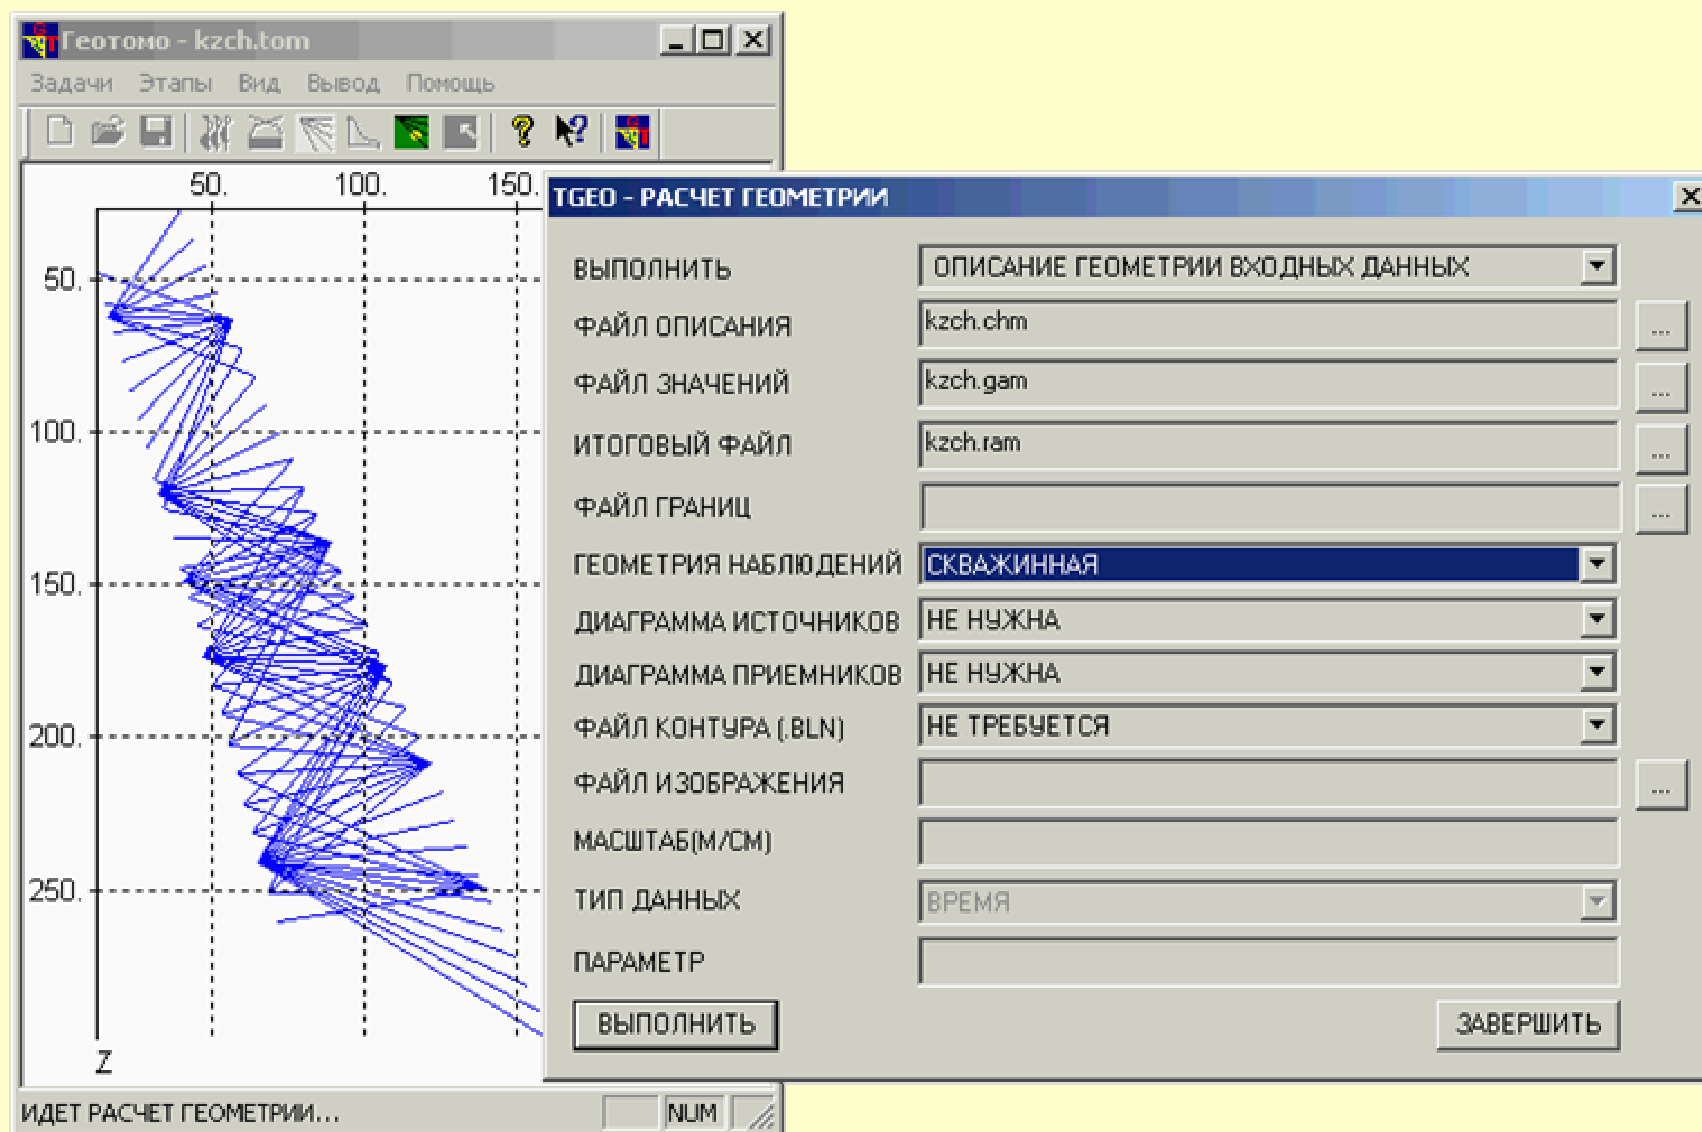 Геотомо - kzch.tom
Задачи Этапы Вид Вывод Помощь
50. 100. 150.
50.
100.
150.
200.
250.
Z
ИДЕТ РАСЧЕТ ГЕОМЕТРИИ... NUM
TGEO - РАСЧЕТ ГЕОМЕТРИИ
ВЫПОЛНИТЬ ОПИСАНИЕ ГЕОМЕТРИИ ВХОДНЫХ ДАННЫХ
ФАЙЛ ОПИСАНИЯ kzch.chm ...
ФАЙЛ ЗНАЧЕНИЙ kzch.gam ...
ИТОГОВЫЙ ФАЙЛ kzch.ram ...
ФАЙЛ ГРАНИЦ ...
ГЕОМЕТРИЯ НАБЛЮДЕНИЙ СКВАЖИННАЯ
ДИАГРАММА ИСТОЧНИКОВ НЕ НУЖНА
ДИАГРАММА ПРИЕМНИКОВ НЕ НУЖНА
ФАЙЛ КОНТУРА (.BLN) НЕ ТРЕБУЕТСЯ
ФАЙЛ ИЗОБРАЖЕНИЯ ...
МАСШТАБ(М/СМ)
ТИП ДАННЫХ ВРЕМЯ
ПАРАМЕТР
ВЫПОЛНИТЬ ЗАВЕРШИТЬ